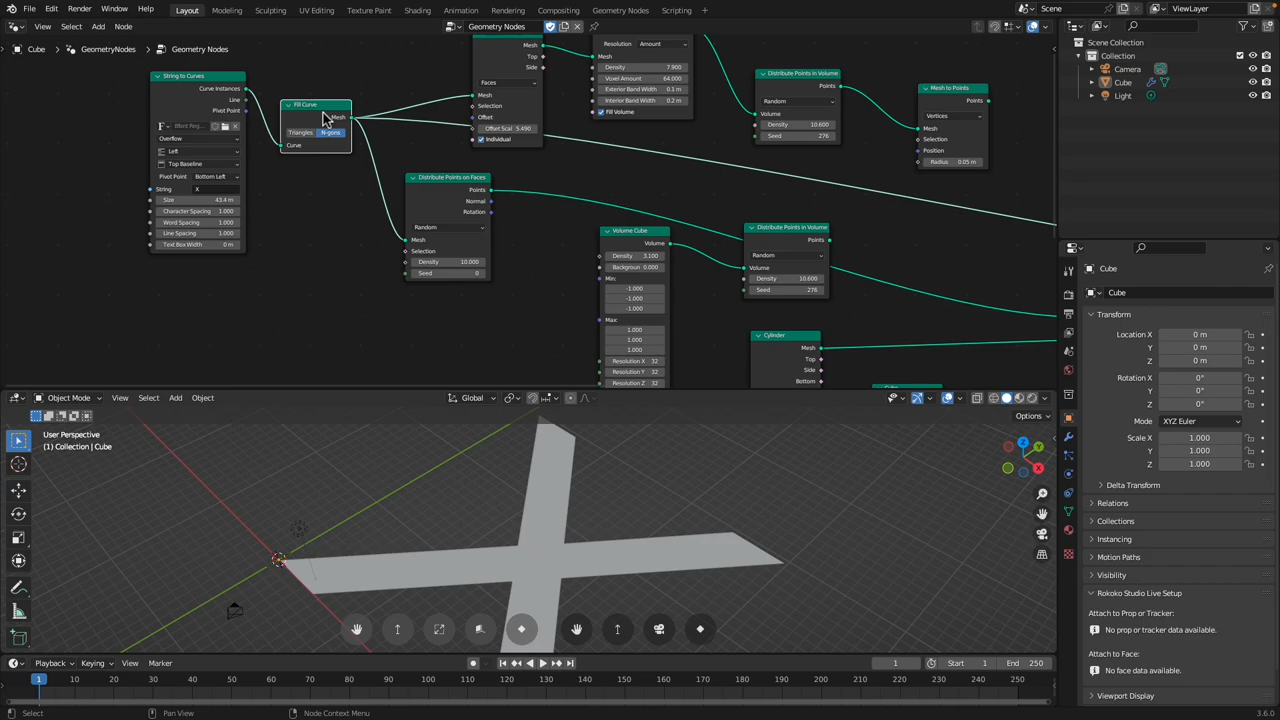 File Edit Render Window Help Layout Modeling Sculpting UV Editing Texture Paint Shading Animation Rendering Compositing Geometry Nodes Scripting + Scene ViewLayer
View Select Add Node Geometry Nodes
Cube > GeometryNodes > Geometry Nodes
String to Curves
Curve Instances
Line
Pivot Point
Overflow
Left
Top Baseline
Pivot Point Bottom Left
String X
Size 43.4 m
Character Spacing 1.000
Word Spacing 1.000
Line Spacing 1.000
Text Box Width 0 m
Fill Curve
Mesh
Triangles N-gons
Curve
Mesh
Top
Side
Faces
Mesh
Selection
Offset
Offset Scal 5.490
Individual
Resolution Amount
Mesh
Density 7.900
Voxel Amount 64.000
Exterior Band Width 0.1 m
Interior Band Width 0.2 m
Fill Volume
Distribute Points in Volume
Points
Random
Volume
Density 10.600
Seed 276
Mesh to Points
Points
Vertices
Mesh
Selection
Position
Radius 0.05 m
Distribute Points on Faces
Points
Normal
Rotation
Random
Mesh
Selection
Density 10.000
Seed 0
Volume Cube
Volume
Density 3.100
Backgroun 0.000
Min:
-1.000
-1.000
-1.000
Max:
1.000
1.000
1.000
Resolution X 32
Resolution Y 32
Resolution Z 32
Distribute Points in Volume
Points
Random
Volume
Density 10.600
Seed 276
Cylinder
Mesh
Top
Side
Bottom
Scene Collection
Collection
Camera
Cube
Light
Cube
Cube
Transform
Location X 0 m
Y 0 m
Z 0 m
Rotation X 0°
Y 0°
Z 0°
Mode XYZ Euler
Scale X 1.000
Y 1.000
Z 1.000
Delta Transform
Relations
Collections
Instancing
Motion Paths
Visibility
Rokoko Studio Live Setup
Attach to Prop or Tracker:
No prop or tracker data available.
Attach to Face:
No face data available.
Viewport Display
Object Mode View Select Add Object Global
Options
User Perspective
(1) Collection | Cube
Z
Y
X
Playback Keying View Marker 1 Start 1 End 250
1 10 20 30 40 50 60 70 80 90 100 110 120 130 140 150 160 170 180 190 200 210 220 230 240 250
Select Pan View Node Context Menu 3.6.0